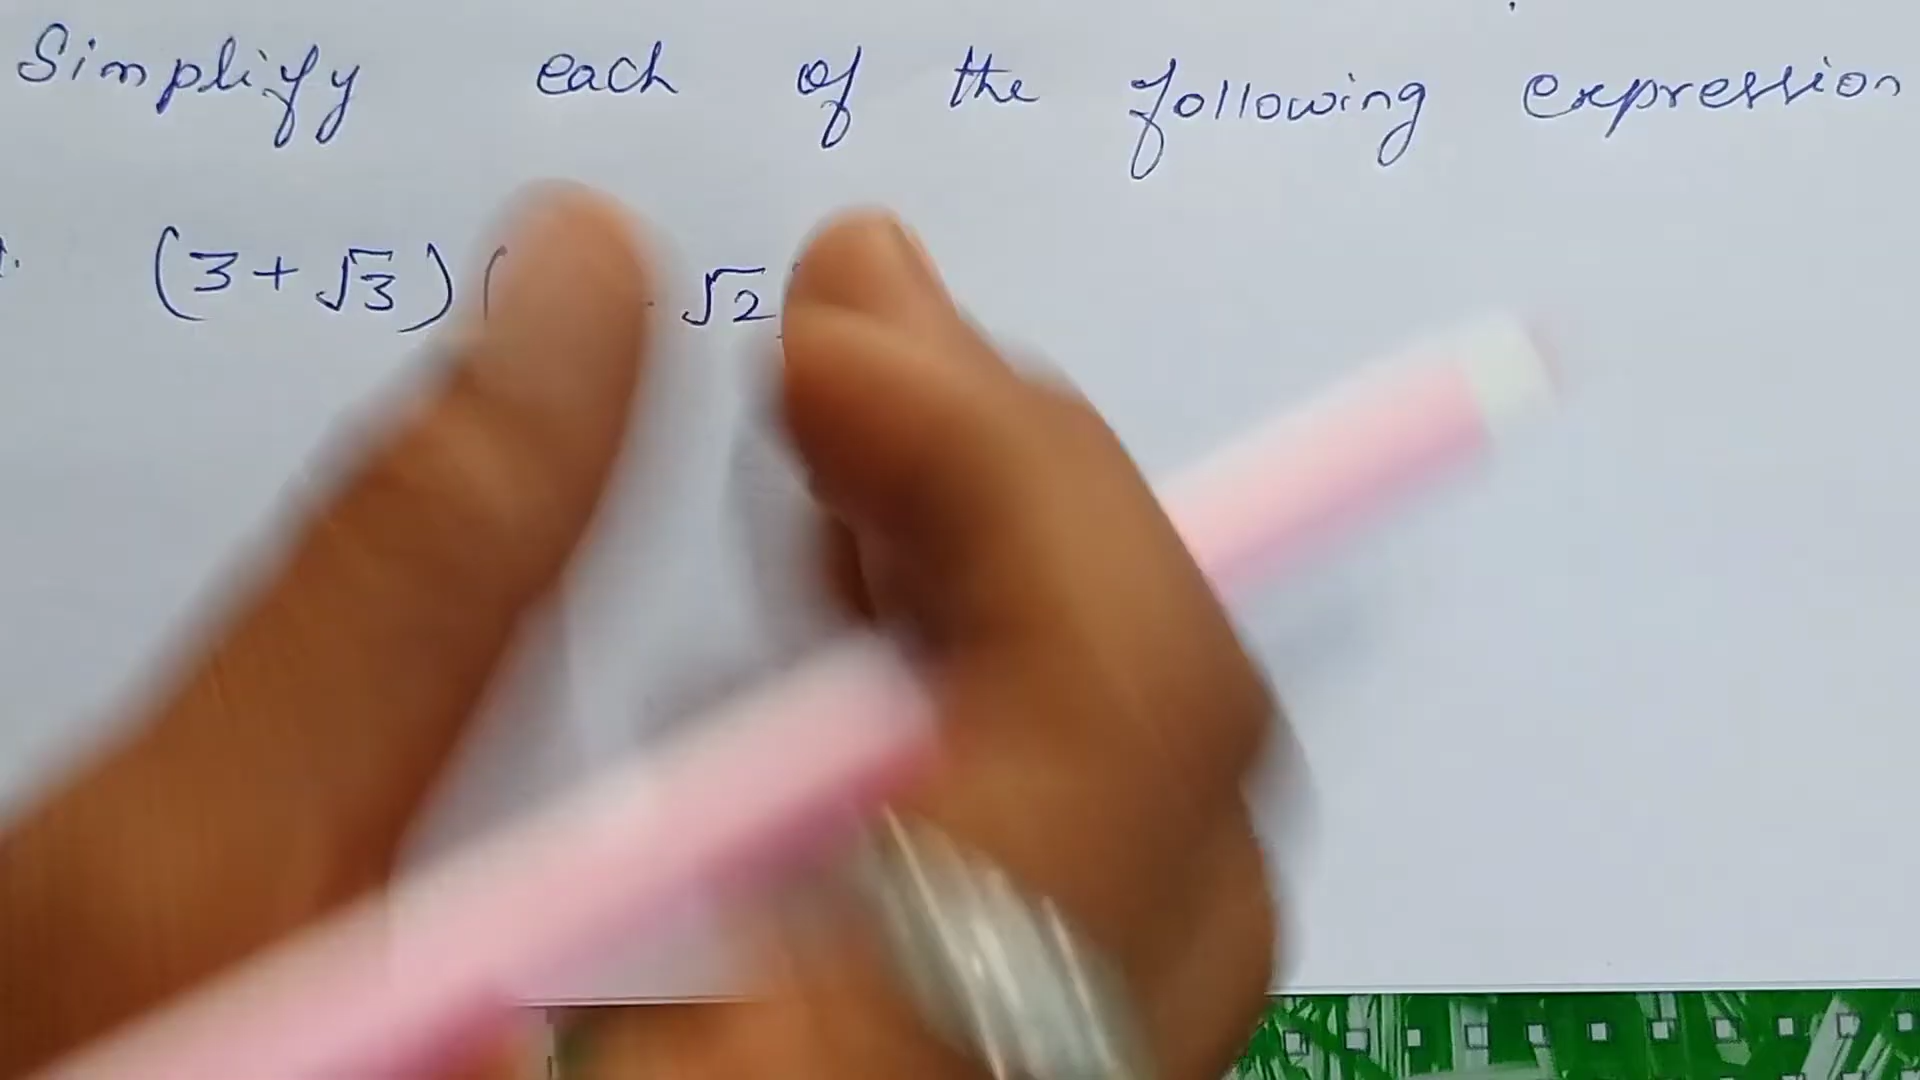 Simplify each of the following expression
(3+√3)( √2